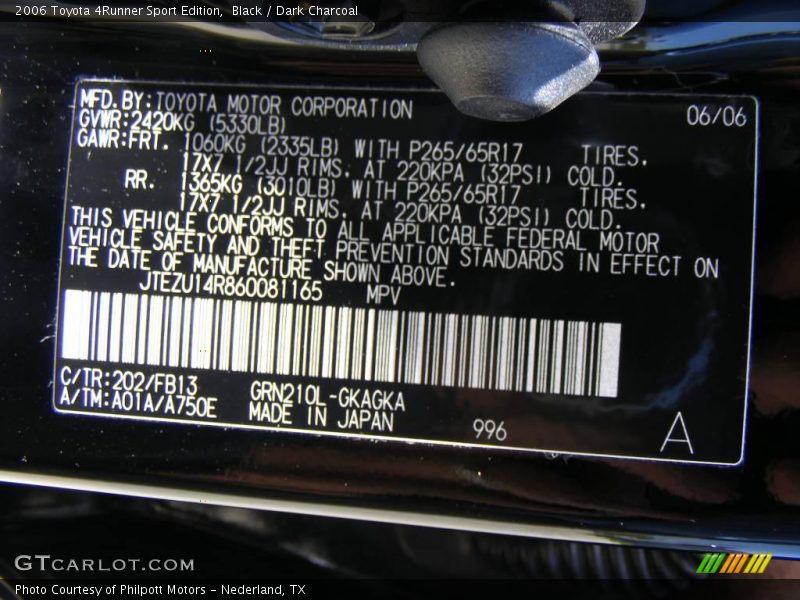 2006 Toyota 4Runner Sport Edition,  Black / Dark Charcoal
MFD. BY: TOYOTA MOTOR CORPORATION 06/06
GVWR: 2420KG (5330LB)
GAWR: FRT. 1060KG (2335LB) WITH P265/65R17 TIRES.
17X7 1/2JJ RIMS. AT 220KPA (32PSI) COLD.
RR. 1365KG (3010LB) WITH P265/65R17 TIRES.
17X7 1/2JJ RIMS. AT 220KPA (32PSI) COLD.
THIS VEHICLE CONFORMS TO ALL APPLICABLE FEDERAL MOTOR
VEHICLE SAFETY AND THEFT PREVENTION STANDARDS IN EFFECT ON
THE DATE OF MANUFACTURE SHOWN ABOVE.
JTEZU14R860081165 MPV
C/TR: 202/FB13 GRN210L-GKAGKA
A/TM: A01A/A750E MADE IN JAPAN 996 A
GTCARLOT.COM
Photo Courtesy of Philpott Motors - Nederland, TX